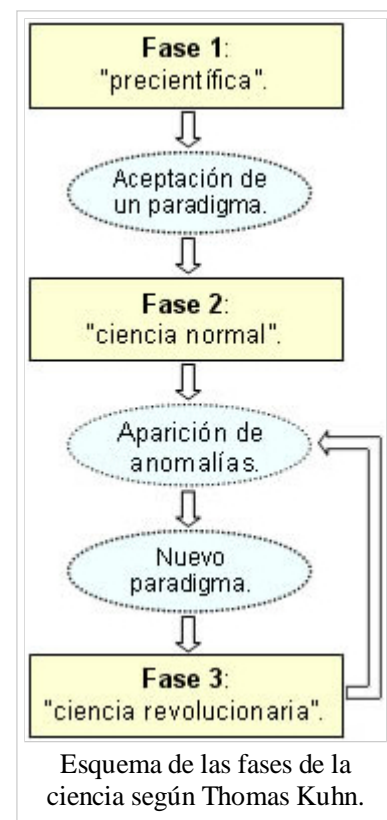 Fase 1:
"precientífica".
Aceptación de
un paradigma.
Fase 2:
"ciencia normal".
Aparición de
anomalías.
Nuevo
paradigma.
Fase 3:
"ciencia revolucionaria".
Esquema de las fases de la
ciencia según Thomas Kuhn.